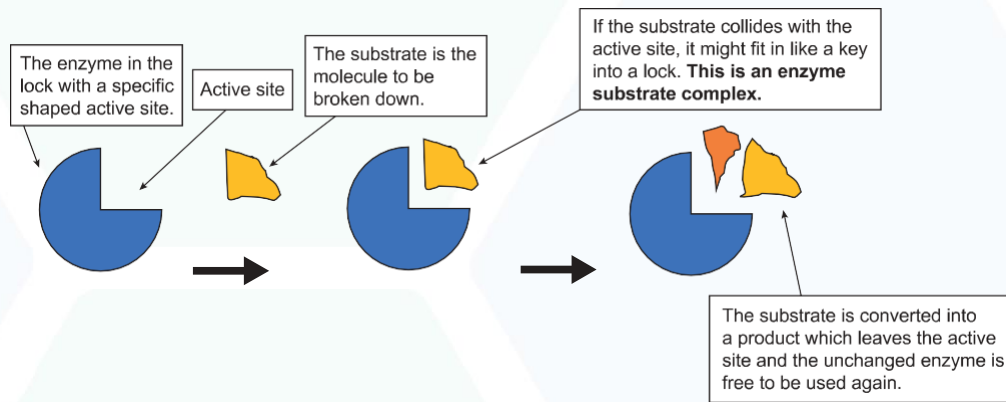 The enzyme in the
lock with a specific
shaped active site.
Active site
The substrate is the
molecule to be
broken down.
If the substrate collides with the
active site, it might fit in like a key
into a lock. This is an enzyme
substrate complex.
The substrate is converted into
a product which leaves the active
site and the unchanged enzyme is
free to be used again.